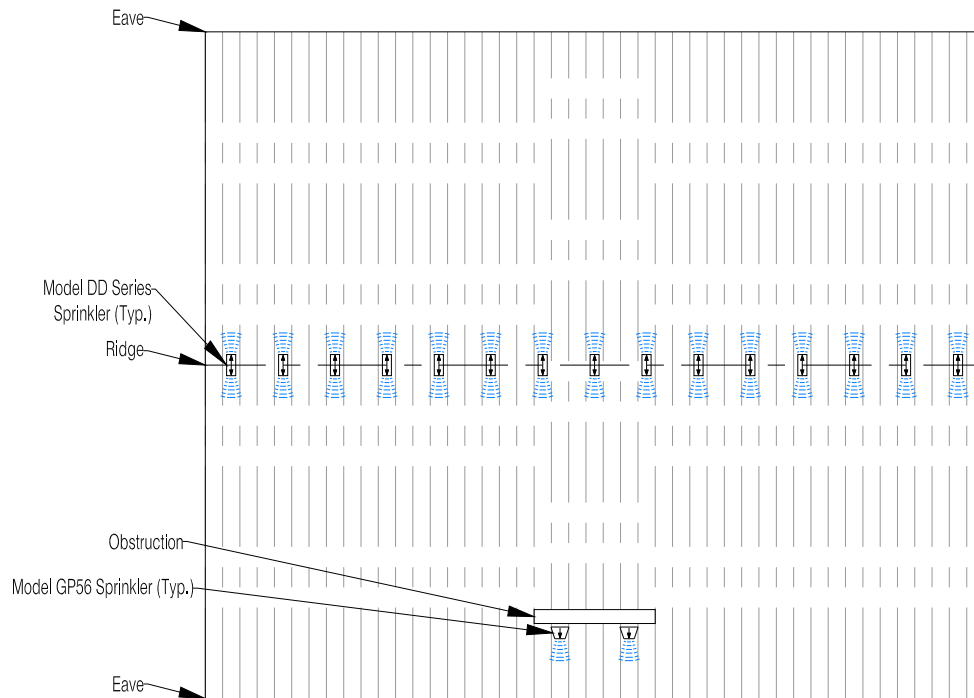 Eave
Model DD Series
Sprinkler (Typ.)
Ridge
Obstruction
Model GP56 Sprinkler (Typ.)
Eave